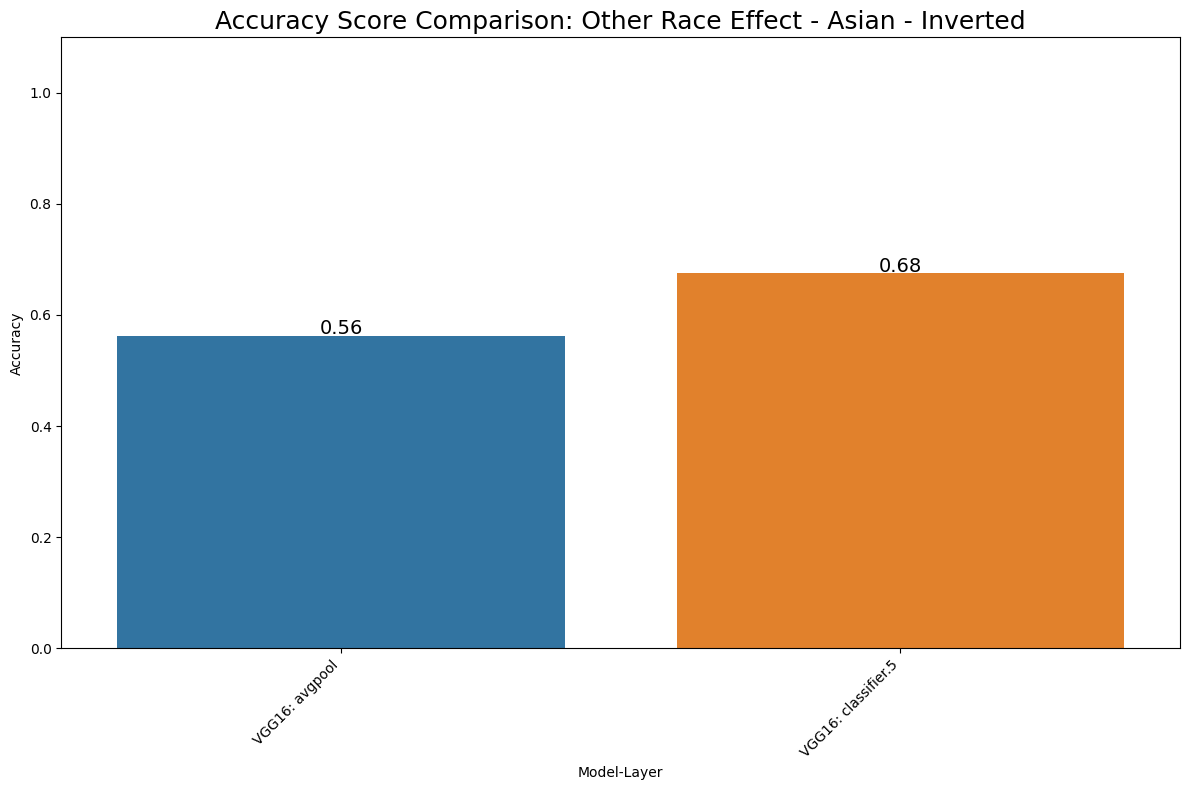 Accuracy Score Comparison: Other Race Effect - Asian - Inverted
1.0
0.8
0.6
0.4
0.2
0.0
Accuracy
0.56
0.68
VGG16: avgpool
VGG16: classifier.5
Model-Layer